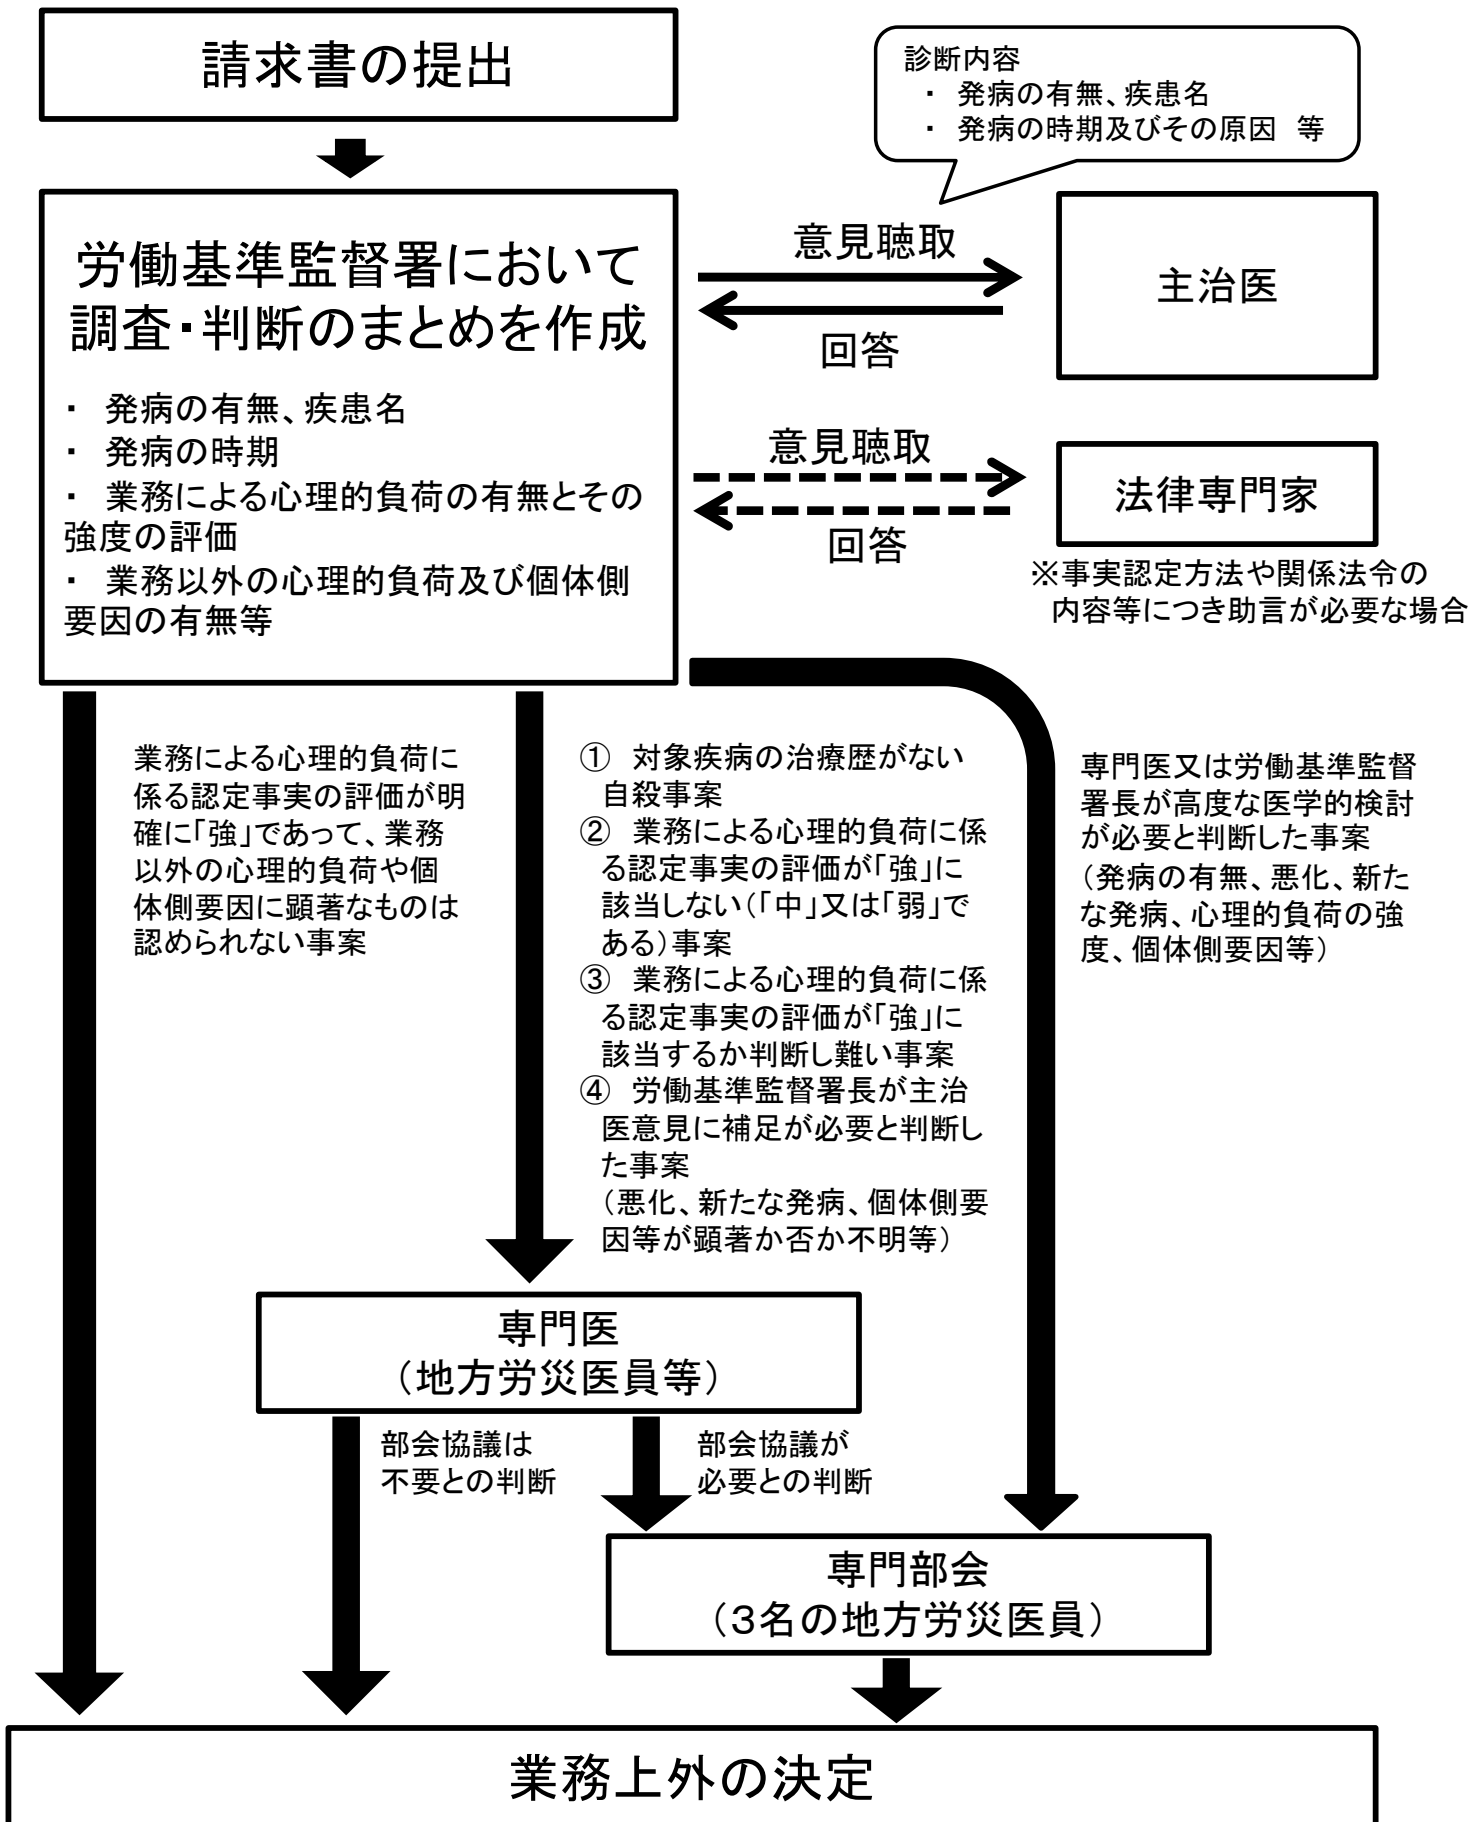 請求書の提出
診断内容
・ 発病の有無、疾患名
・ 発病の時期及びその原因 等
労働基準監督署において
調査・判断のまとめを作成
・ 発病の有無、疾患名
・ 発病の時期
・ 業務による心理的負荷の有無とその
強度の評価
・ 業務以外の心理的負荷及び個体側
要因の有無等
意見聴取
回答
主治医
意見聴取
回答
法律専門家
※事実認定方法や関係法令の
内容等につき助言が必要な場合
業務による心理的負荷に
係る認定事実の評価が明
確に「強」であって、業務
以外の心理的負荷や個
体側要因に顕著なものは
認められない事案
① 対象疾病の治療歴がない
自殺事案
② 業務による心理的負荷に係
る認定事実の評価が「強」に
該当しない（「中」又は「弱」で
ある）事案
③ 業務による心理的負荷に係
る認定事実の評価が「強」に
該当するか判断し難い事案
④ 労働基準監督署長が主治
医意見に補足が必要と判断し
た事案
（悪化、新たな発病、個体側要
因等が顕著か否か不明等）
専門医又は労働基準監督
署長が高度な医学的検討
が必要と判断した事案
（発病の有無、悪化、新た
な発病、心理的負荷の強
度、個体側要因等）
専門医
（地方労災医員等）
部会協議は
不要との判断
部会協議が
必要との判断
専門部会
（３名の地方労災医員）
業務上外の決定